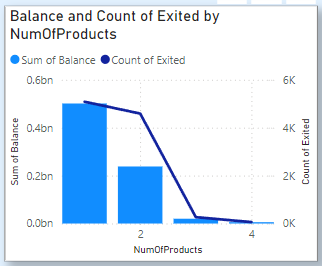 Balance and Count of Exited by
NumOfProducts
Sum of Balance Count of Exited
0.6bn 6K
0.4bn 4K
0.2bn 2K
0.0bn 0K
Sum of Balance
Count of Exited
2 4
NumOfProducts